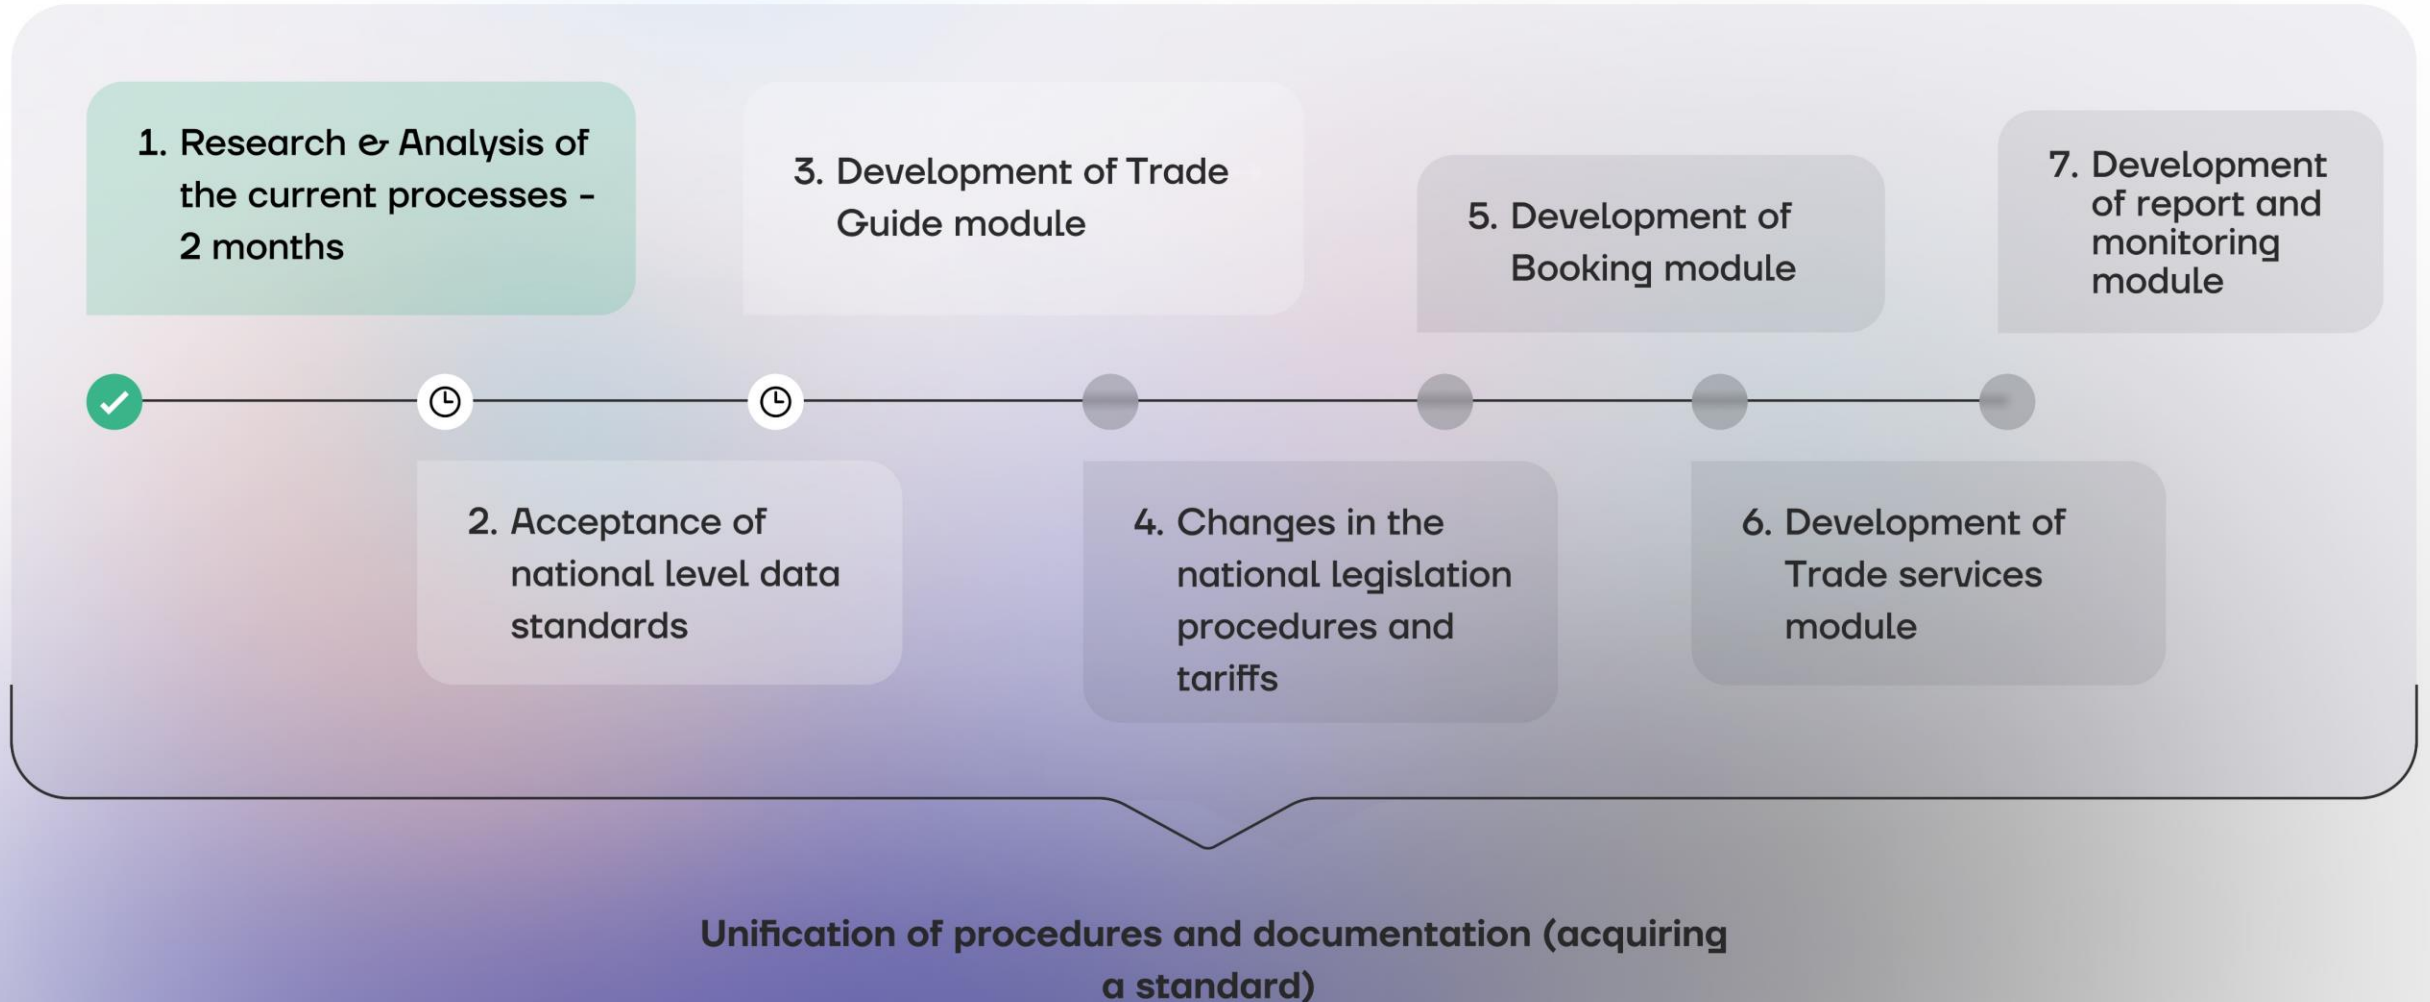 1. Research & Analysis of
the current processes -
2 months
2. Acceptance of
national level data
standards
3. Development of Trade
Guide module
4. Changes in the
national legislation
procedures and
tariffs
5. Development of
Booking module
6. Development of
Trade services
module
7. Development
of report and
monitoring
module
Unification of procedures and documentation (acquiring
a standard)